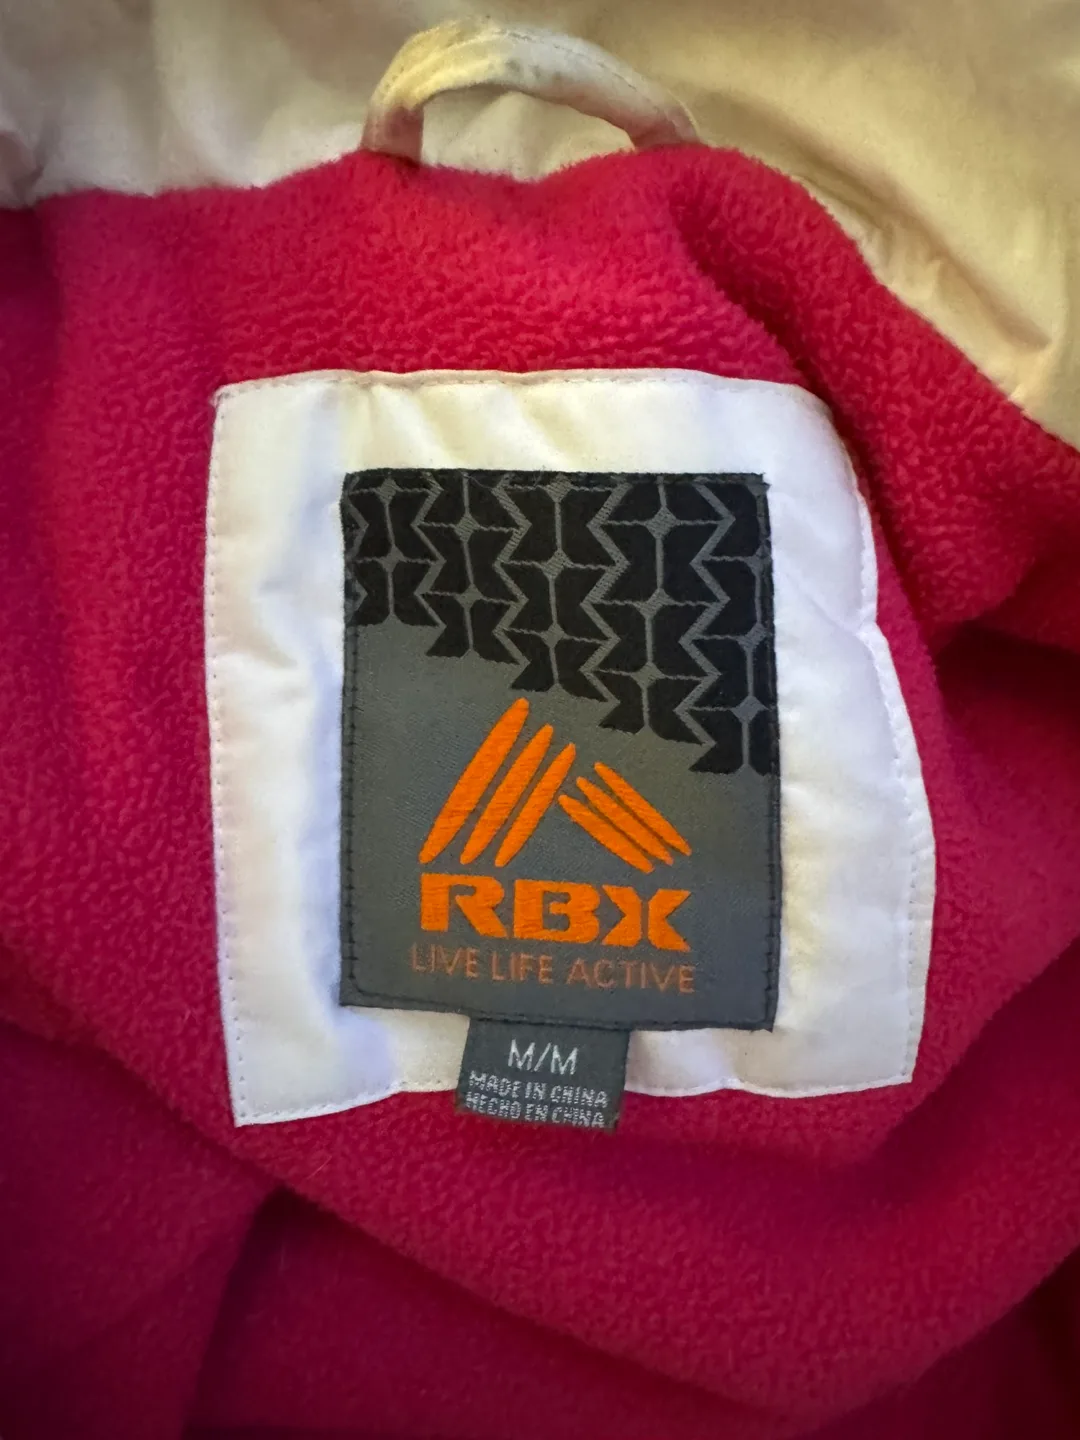 RBX
LIVE LIFE ACTIVE
M/M
MADE IN CHINA
HECHO EN CHINA